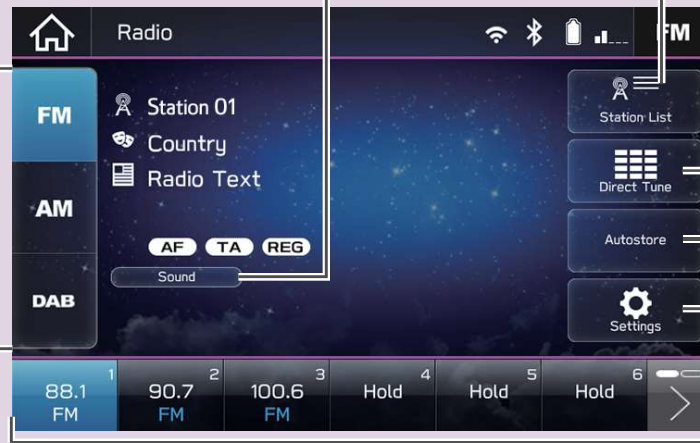 Radio
FM
FM
AM
DAB
Station 01
Country
Radio Text
AF TA REG
Sound
Station List
Direct Tune
Autostore
Settings
1
88.1
FM
2
90.7
FM
3
100.6
FM
4
Hold
5
Hold
6
Hold